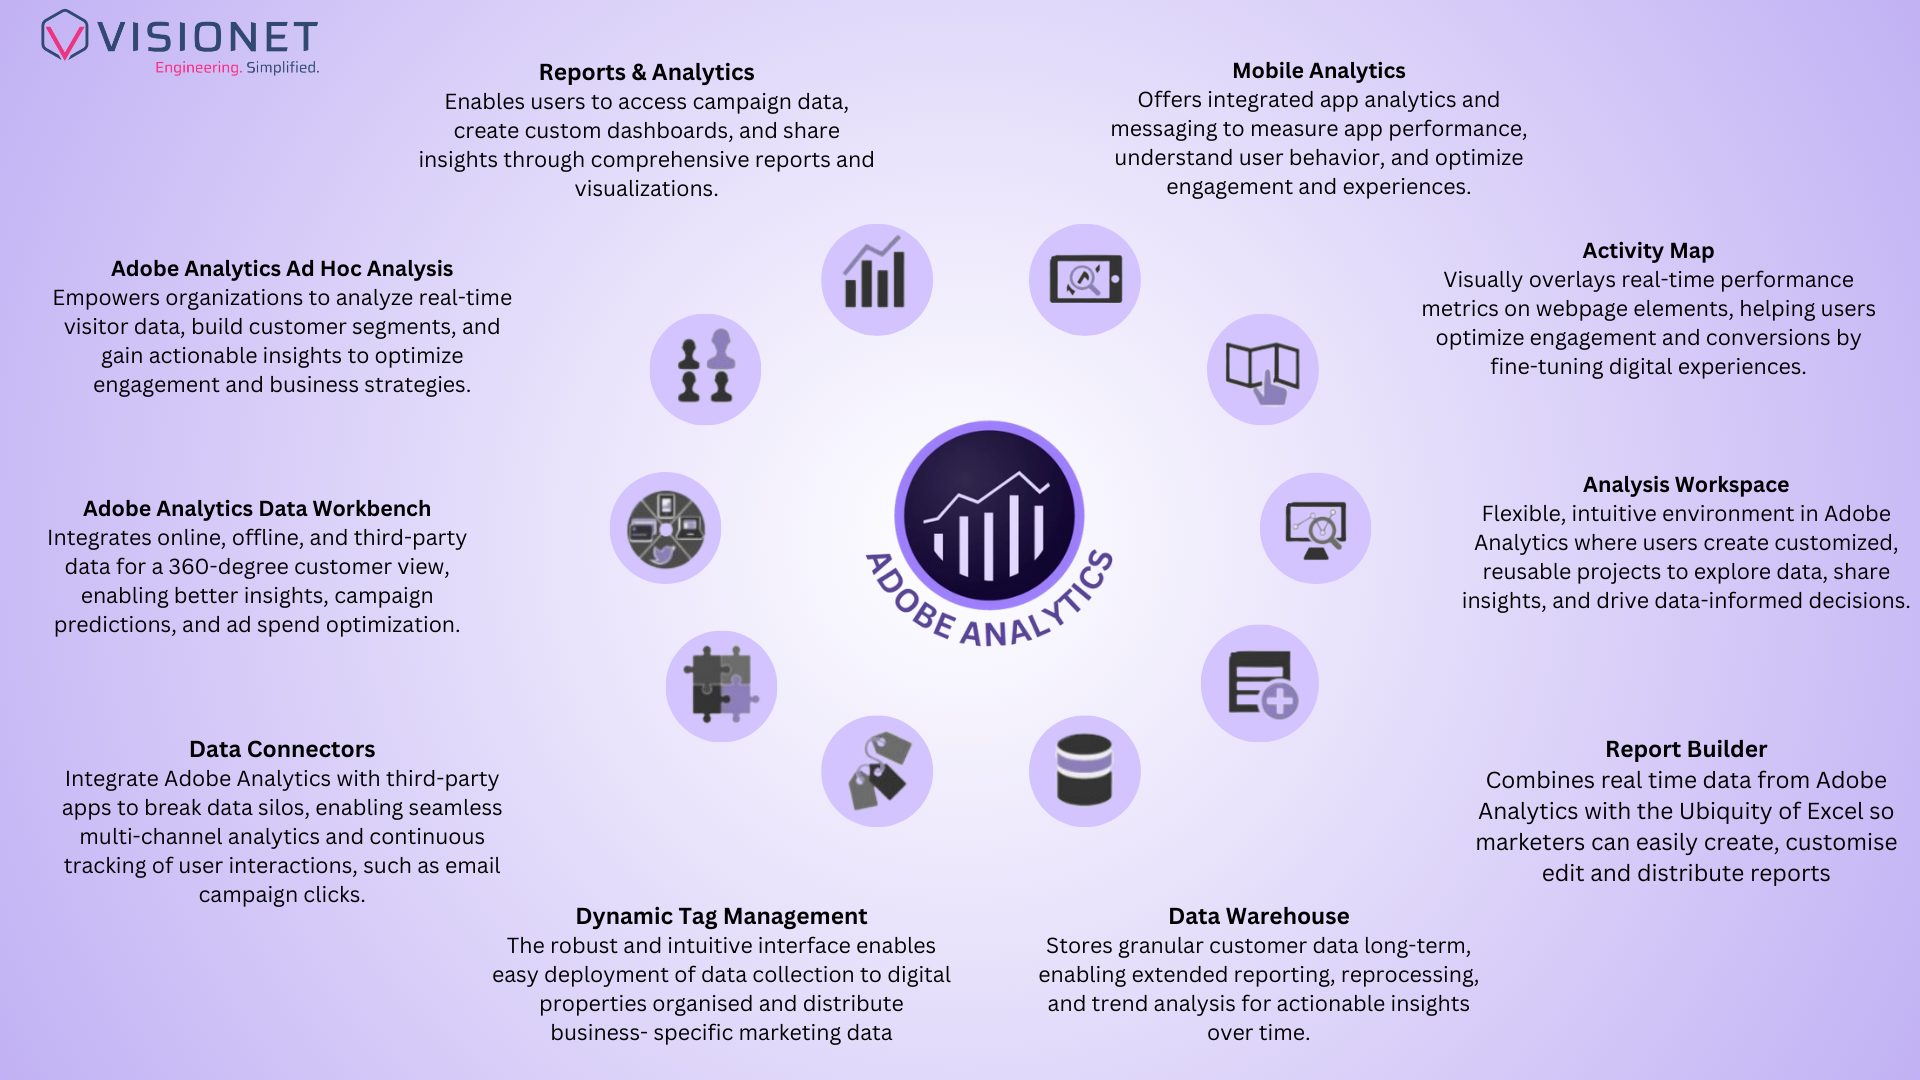 VISIONET
Engineering. Simplified.
Reports & Analytics
Enables users to access campaign data,
create custom dashboards, and share
insights through comprehensive reports and
visualizations.
Mobile Analytics
Offers integrated app analytics and
messaging to measure app performance,
understand user behavior, and optimize
engagement and experiences.
Adobe Analytics Ad Hoc Analysis
Empowers organizations to analyze real-time
visitor data, build customer segments, and
gain actionable insights to optimize
engagement and business strategies.
Activity Map
Visually overlays real-time performance
metrics on webpage elements, helping users
optimize engagement and conversions by
fine-tuning digital experiences.
Adobe Analytics Data Workbench
Integrates online, offline, and third-party
data for a 360-degree customer view,
enabling better insights, campaign
predictions, and ad spend optimization.
ADOBE ANALYTICS
Analysis Workspace
Flexible, intuitive environment in Adobe
Analytics where users create customized,
reusable projects to explore data, share
insights, and drive data-informed decisions.
Data Connectors
Integrate Adobe Analytics with third-party
apps to break data silos, enabling seamless
multi-channel analytics and continuous
tracking of user interactions, such as email
campaign clicks.
Report Builder
Combines real time data from Adobe
Analytics with the Ubiquity of Excel so
marketers can easily create, customise
edit and distribute reports
Dynamic Tag Management
The robust and intuitive interface enables
easy deployment of data collection to digital
properties organised and distribute
business- specific marketing data
Data Warehouse
Stores granular customer data long-term,
enabling extended reporting, reprocessing,
and trend analysis for actionable insights
over time.